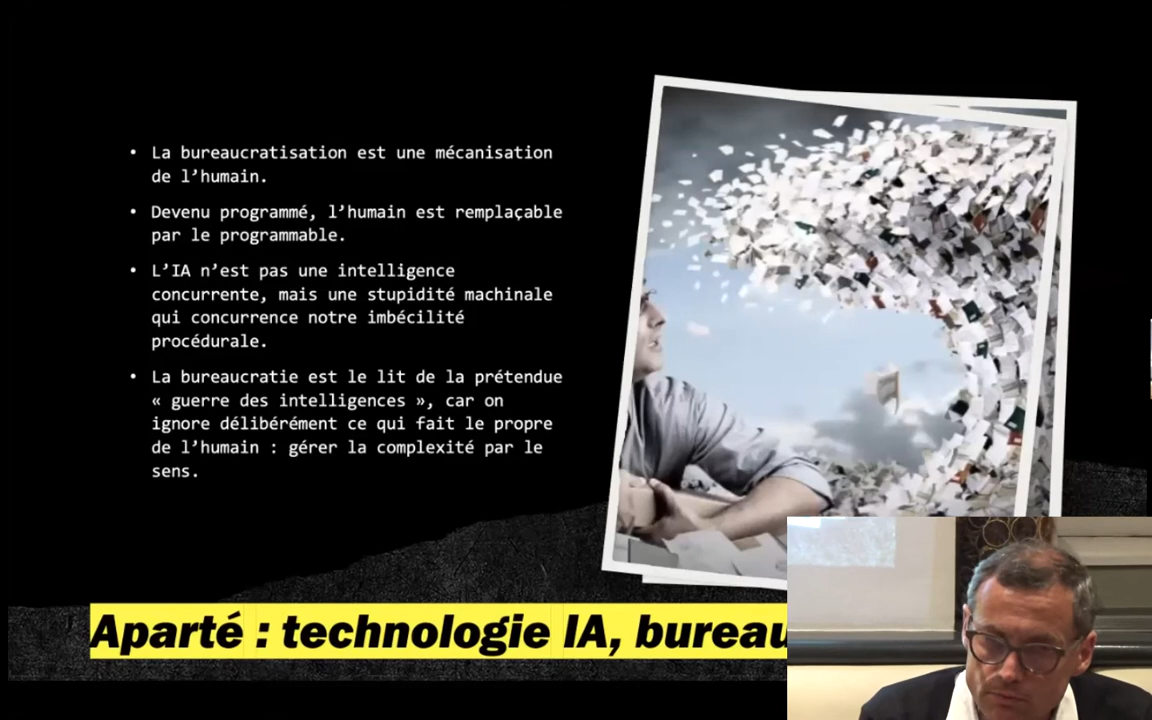 • La bureaucratisation est une mécanisation
de l’humain.
• Devenu programmé, l’humain est remplaçable
par le programmable.
• L’IA n’est pas une intelligence
concurrente, mais une stupidité machinale
qui concurrence notre imbécilité
procédurale.
• La bureaucratie est le lit de la prétendue
« guerre des intelligences », car on
ignore délibérément ce qui fait le propre
de l’humain : gérer la complexité par le
sens.
Aparté : technologie IA, bureau